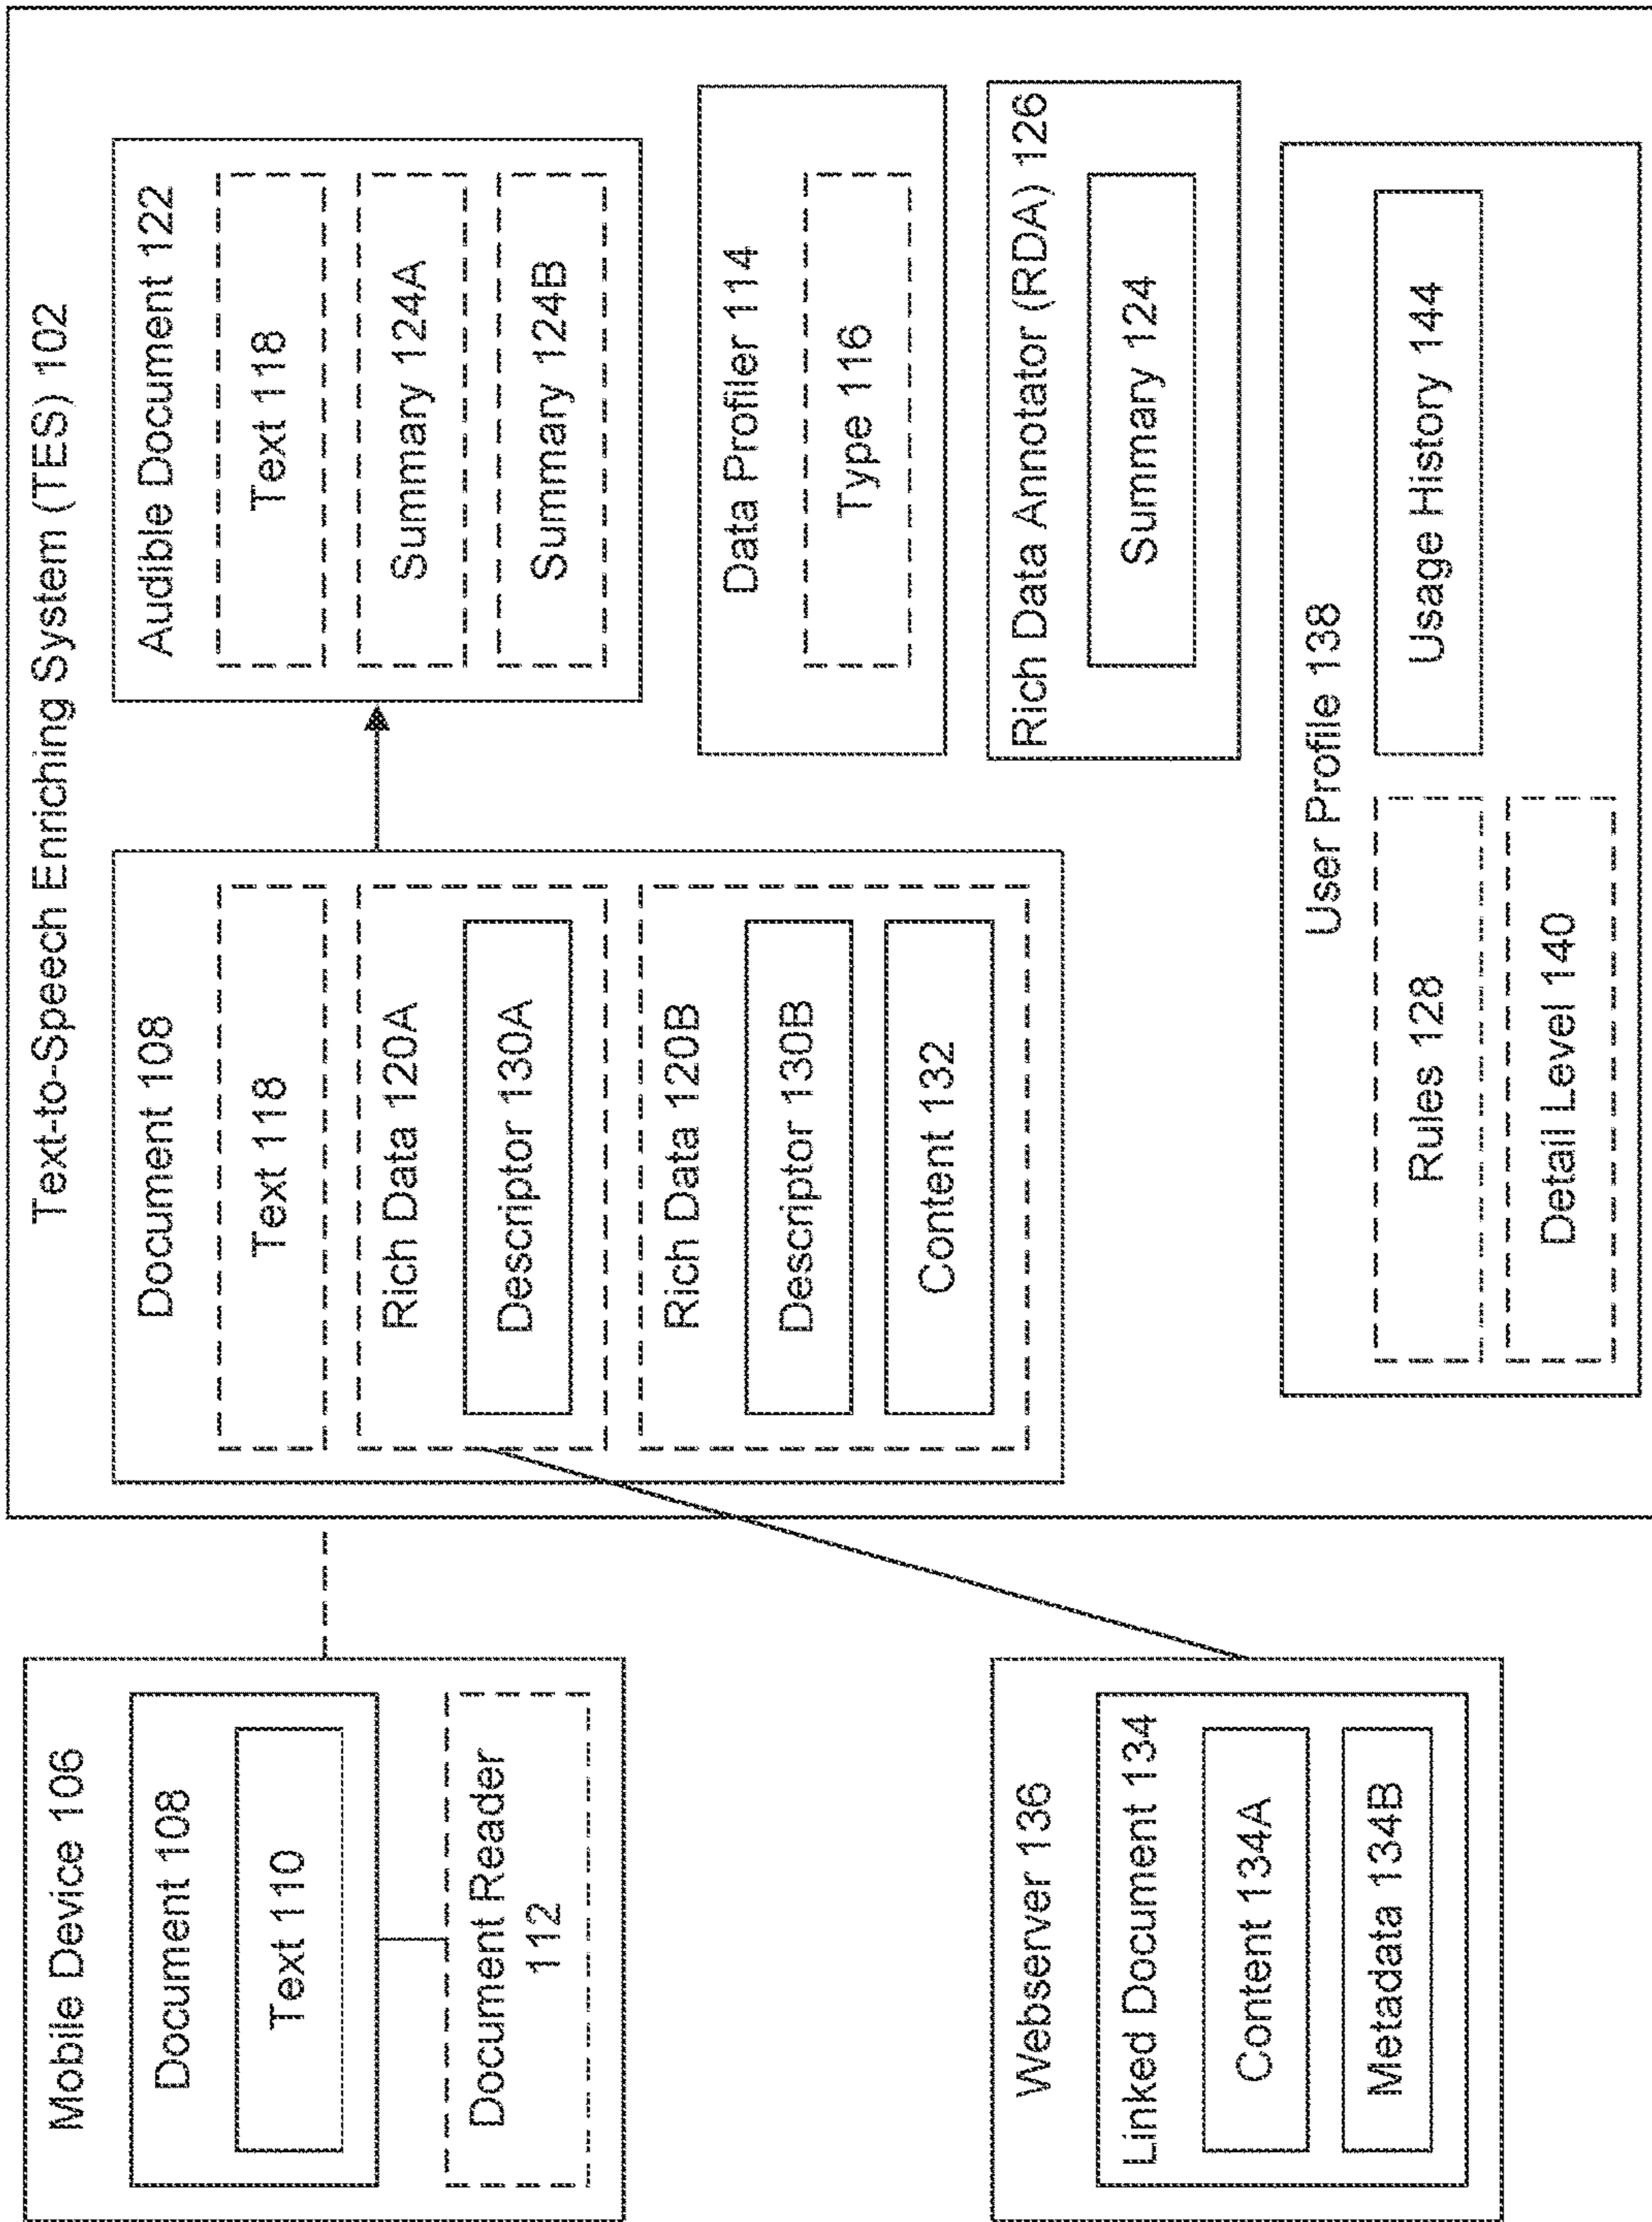 Text-to-Speech Enriching System (TES) 102
Mobile Device 106
Document 108
Text 110
Document Reader
112
Document 108
Text 118
Rich Data 120A
Descriptor 130A
Rich Data 120B
Descriptor 130B
Content 132
Audible Document 122
Text 118
Summary 124A
Summary 124B
Data Profiler 114
Type 116
Rich Data Annotator (RDA) 126
Summary 124
Webserver 136
Linked Document 134
Content 134A
Metadata 134B
User Profile 138
Rules 128
Detail Level 140
Usage History 144